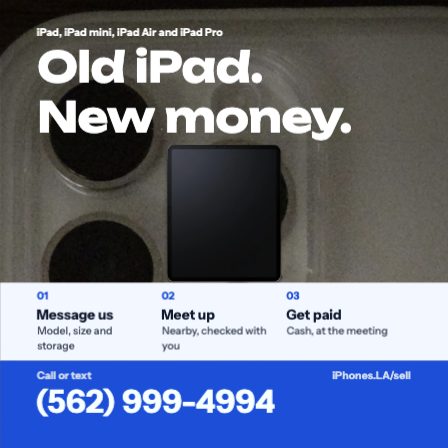 iPad, iPad mini, iPad Air and iPad Pro
Old iPad.
New money.
01
Message us
Model, size and
storage
02
Meet up
Nearby, checked with
you
03
Get paid
Cash, at the meeting
Call or text
(562) 999-4994
iPhones.LA/sell